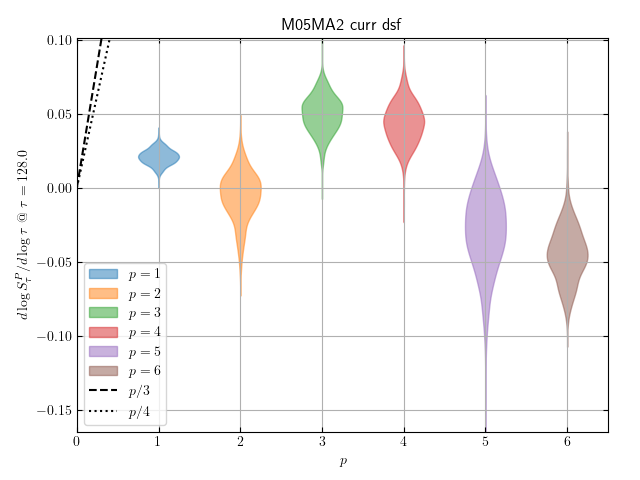 M05MA2 curr dsf
d log S_τ^P / d log τ @ τ = 128.0
0.10
0.05
0.00
−0.05
−0.10
−0.15
p = 1
p = 2
p = 3
p = 4
p = 5
p = 6
p/3
p/4
0 1 2 3 4 5 6
p